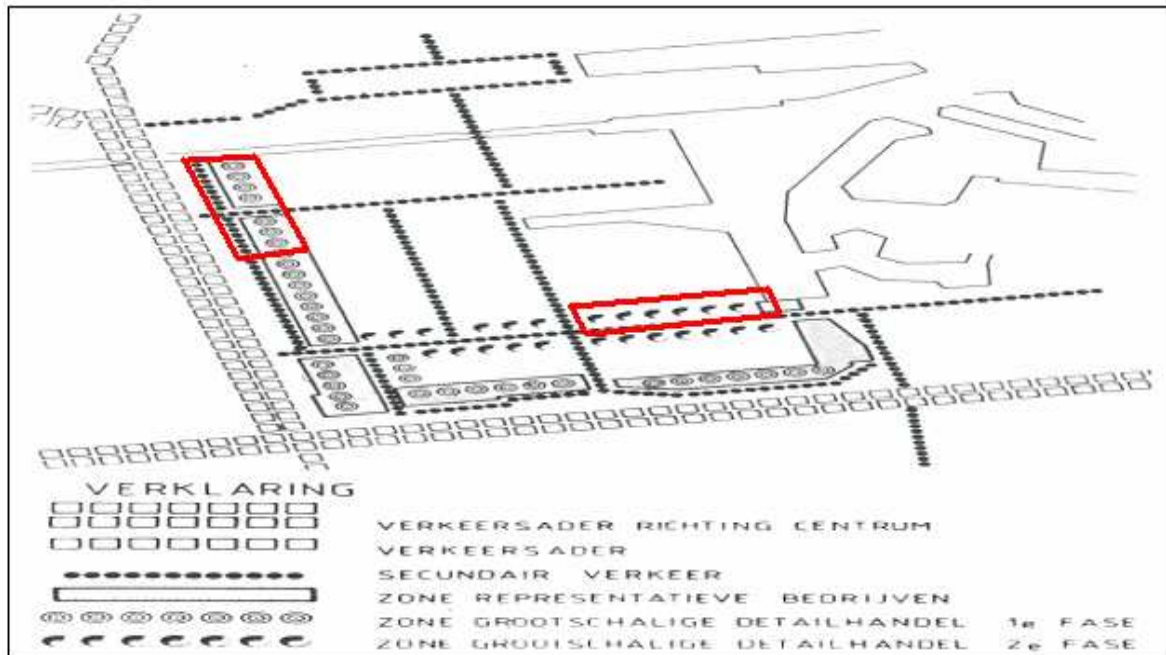 VERKLARING
VERKEERSADER RICHTING CENTRUM
VERKEERSADER
SECUNDAIR VERKEER
ZONE REPRESENTATIEVE BEDRIJVEN
ZONE GROOTSCHALIGE DETAILHANDEL 1e FASE
ZONE GROOTSCHALIGE DETAILHANDEL 2e FASE